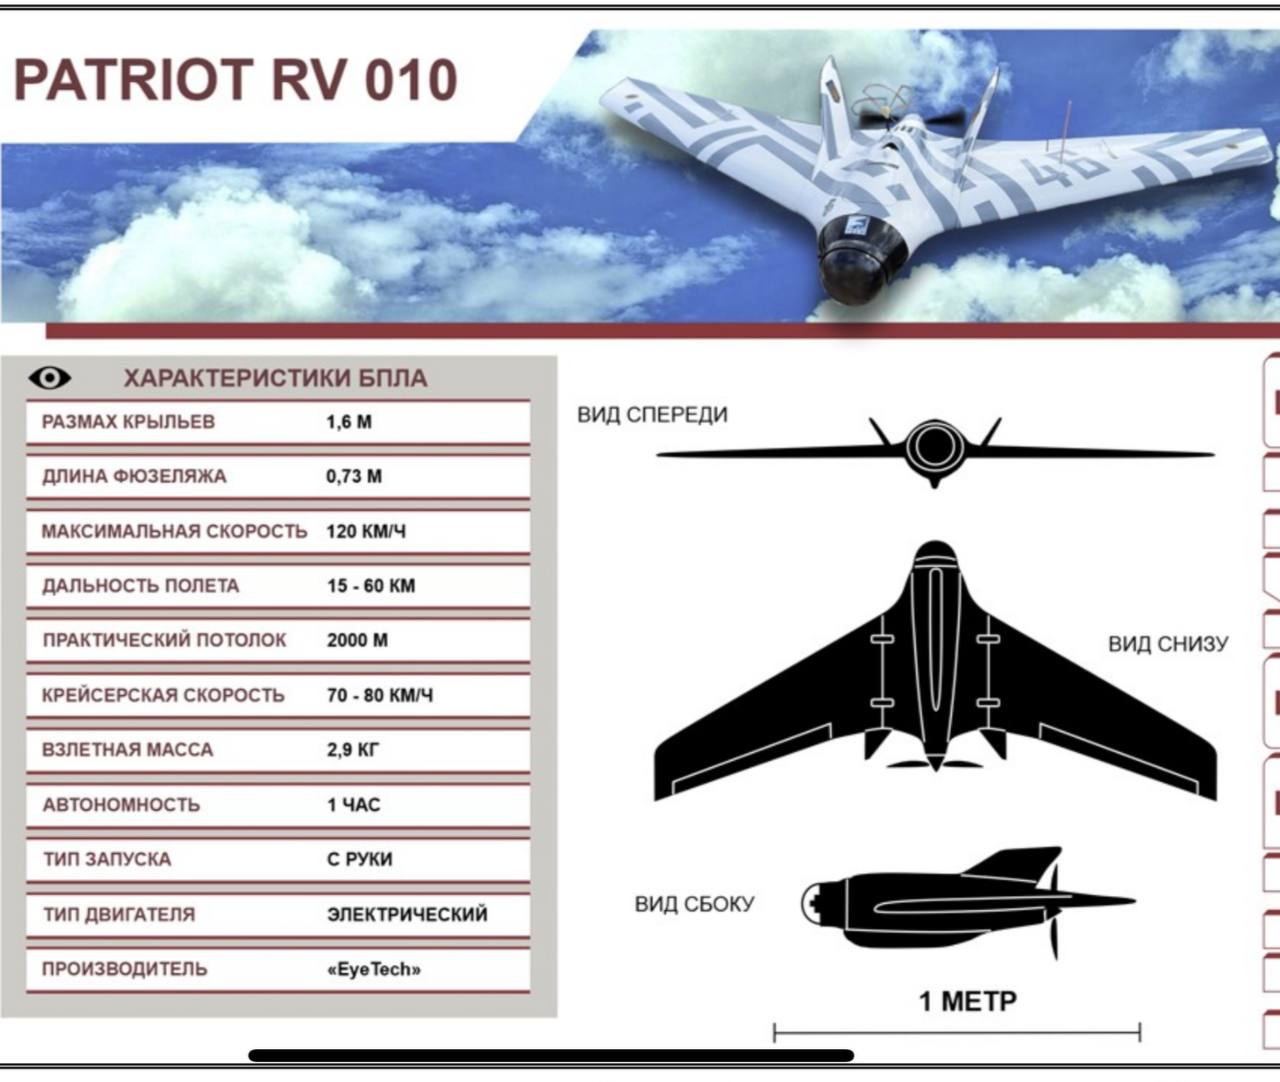 PATRIOT RV 010
ХАРАКТЕРИСТИКИ БПЛА
РАЗМАХ КРЫЛЬЕВ 1,6 М
ДЛИНА ФЮЗЕЛЯЖА 0,73 М
МАКСИМАЛЬНАЯ СКОРОСТЬ 120 КМ/Ч
ДАЛЬНОСТЬ ПОЛЕТА 15 - 60 КМ
ПРАКТИЧЕСКИЙ ПОТОЛОК 2000 М
КРЕЙСЕРСКАЯ СКОРОСТЬ 70 - 80 КМ/Ч
ВЗЛЕТНАЯ МАССА 2,9 КГ
АВТОНОМНОСТЬ 1 ЧАС
ТИП ЗАПУСКА С РУКИ
ТИП ДВИГАТЕЛЯ ЭЛЕКТРИЧЕСКИЙ
ПРОИЗВОДИТЕЛЬ «EyeTech»
ВИД СПЕРЕДИ
ВИД СНИЗУ
ВИД СБОКУ
1 МЕТР